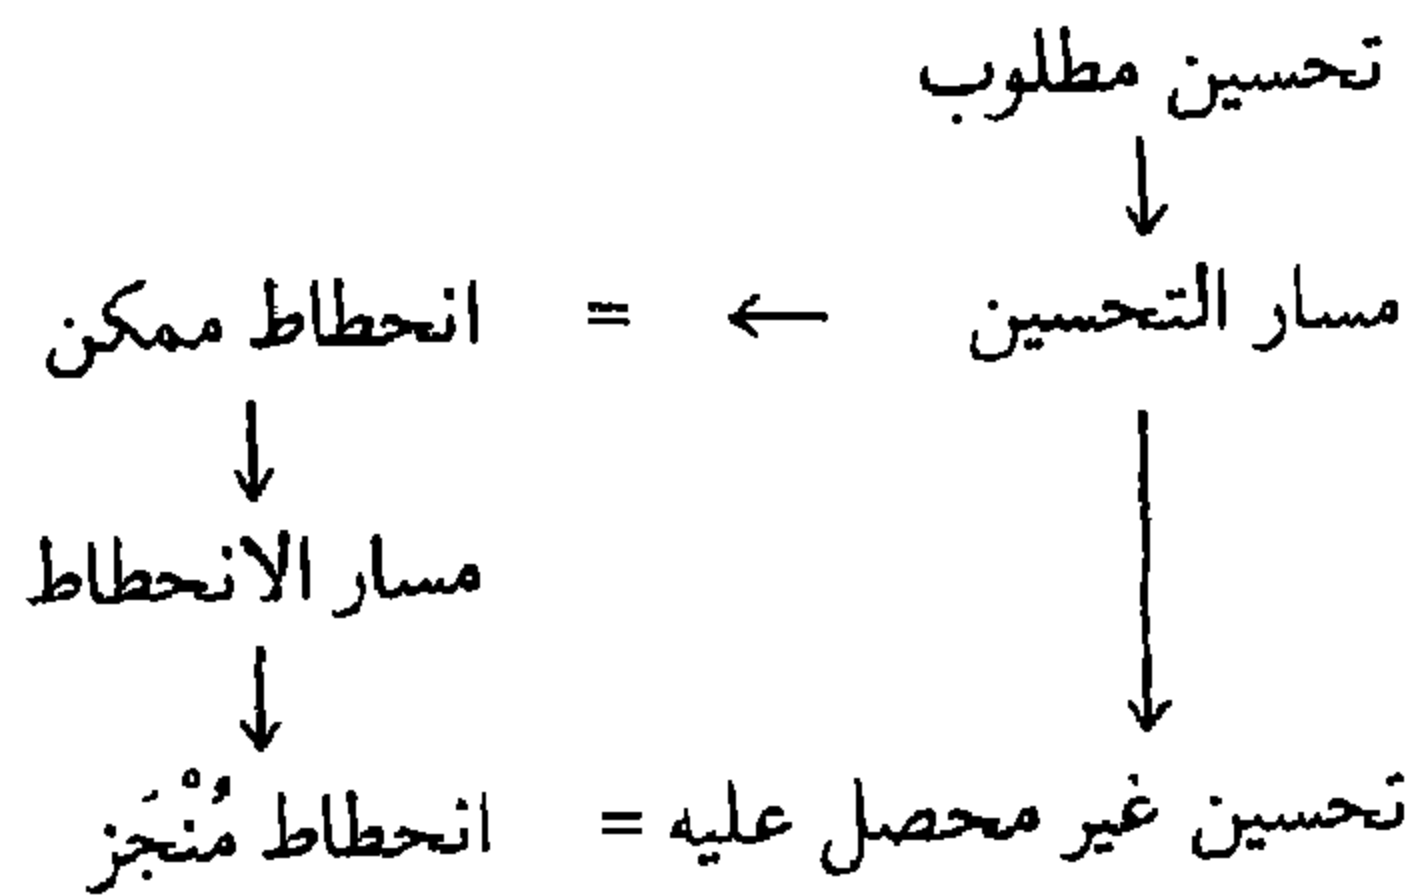 تحسين مطلوب
↓
مسار التحسين ← = انحطاط ممكن
↓ ↓
مسار الانحطاط
↓
تحسين غير محصل عليه = انحطاط مُنْجَز